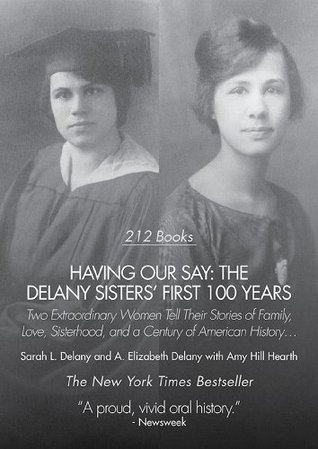 212 Books
HAVING OUR SAY: THE
DELANY SISTERS' FIRST 100 YEARS
Two Extraordinary Women Tell Their Stories of Family,
Love, Sisterhood, and a Century of American History...
Sarah L. Delany and A. Elizabeth Delany with Amy Hill Hearth
The New York Times Bestseller
“A proud, vivid oral history.”
- Newsweek